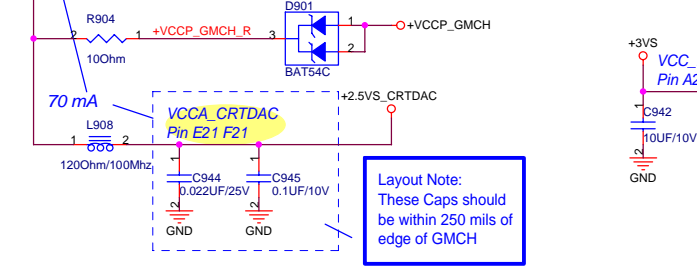 D901
R904
2
1
+VCCP_GMCH_R
3
1
+VCCP_GMCH
2
10Ohm
BAT54C
+3VS
VCC_
Pin A2
70 mA
+2.5VS_CRTDAC
VCCA_CRTDAC
Pin E21 F21
L908
1
2
120Ohm/100Mhz
1
C944
0.022UF/25V
2
GND
1
C945
0.1UF/10V
2
GND
Layout Note:
These Caps should
be within 250 mils of
edge of GMCH
1
C942
10UF/10V
2
GND